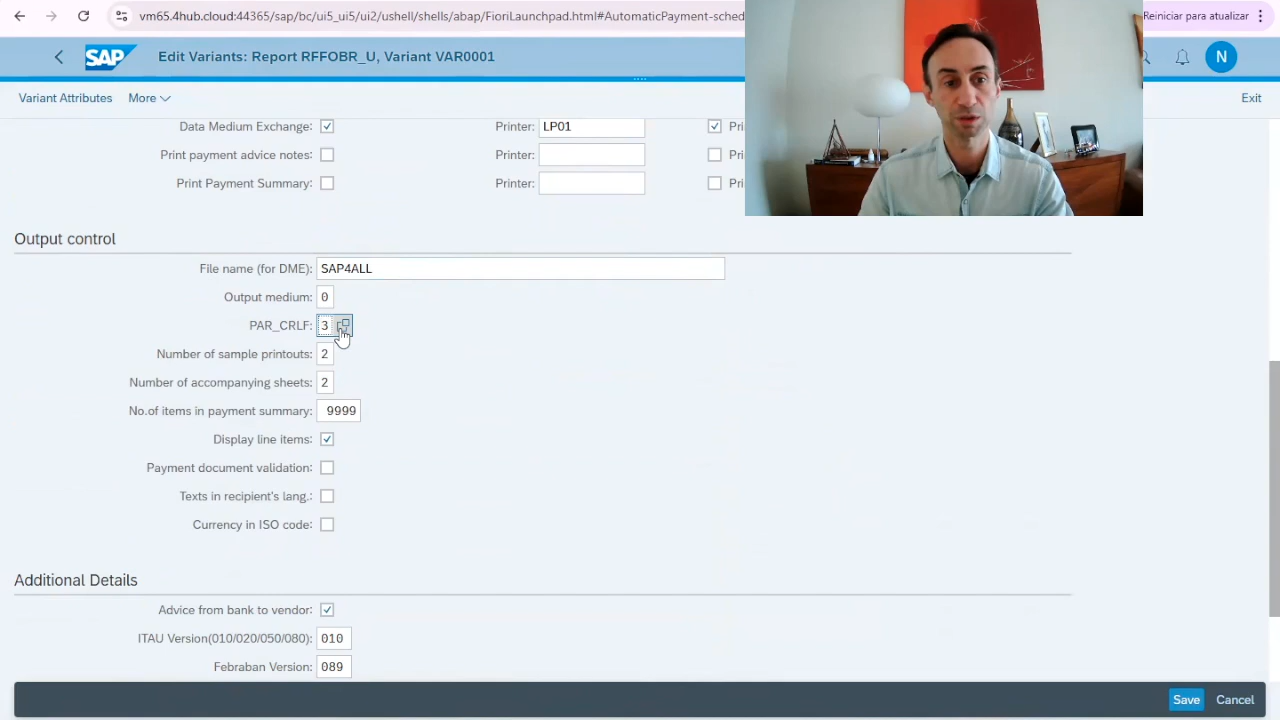 vm65.4hub.cloud:44365/sap/bc/ui5_ui5/ui2/ushell/shells/abap/FioriLaunchpad.html#AutomaticPayment-sched
Reiniciar para atualizar
SAP
Edit Variants: Report RFFOBR_U, Variant VAR0001
N
Variant Attributes
More
Exit
Data Medium Exchange:
Printer: LP01
Print payment advice notes:
Printer:
Print Payment Summary:
Printer:
Output control
File name (for DME): SAP4ALL
Output medium: 0
PAR_CRLF: 3
Number of sample printouts: 2
Number of accompanying sheets: 2
No.of items in payment summary: 9999
Display line items:
Payment document validation:
Texts in recipient's lang.:
Currency in ISO code:
Additional Details
Advice from bank to vendor:
ITAU Version(010/020/050/080): 010
Febraban Version: 089
Save
Cancel